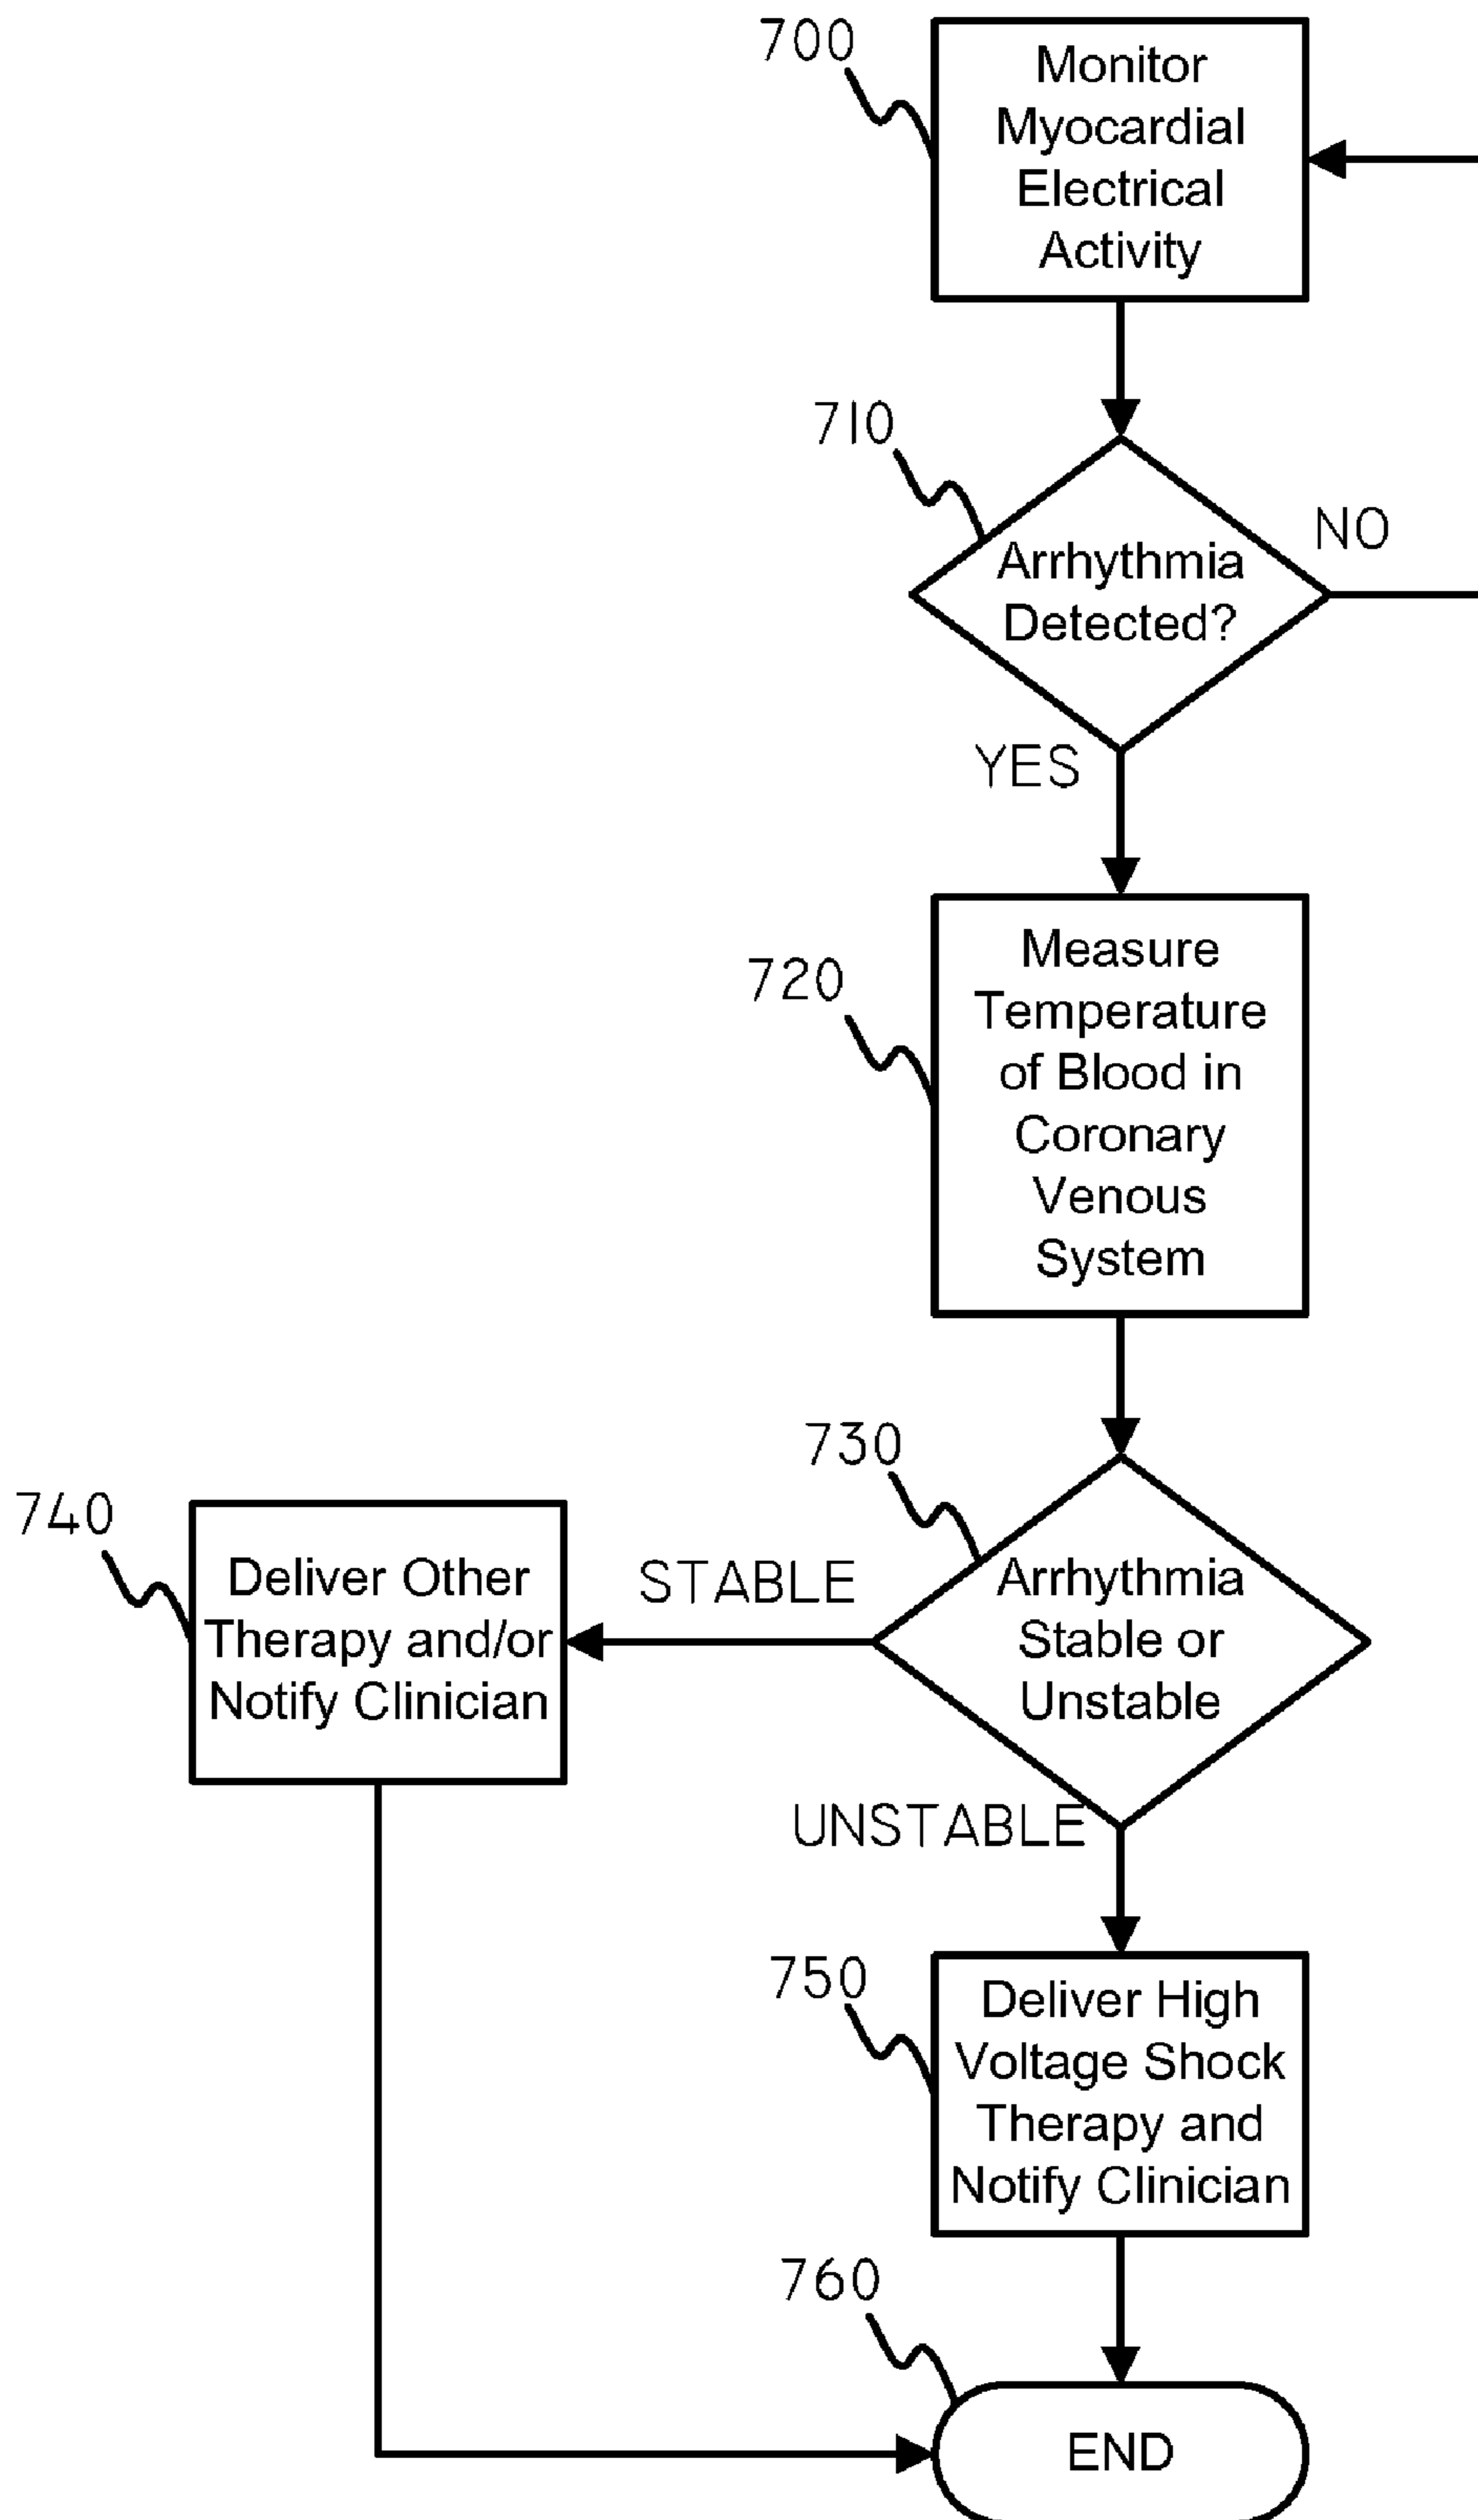 700
Monitor
Myocardial
Electrical
Activity
710
Arrhythmia
Detected?
NO
YES
720
Measure
Temperature
of Blood in
Coronary
Venous
System
730
Arrhythmia
Stable or
Unstable
STABLE
740
Deliver Other
Therapy and/or
Notify Clinician
UNSTABLE
750
Deliver High
Voltage Shock
Therapy and
Notify Clinician
760
END